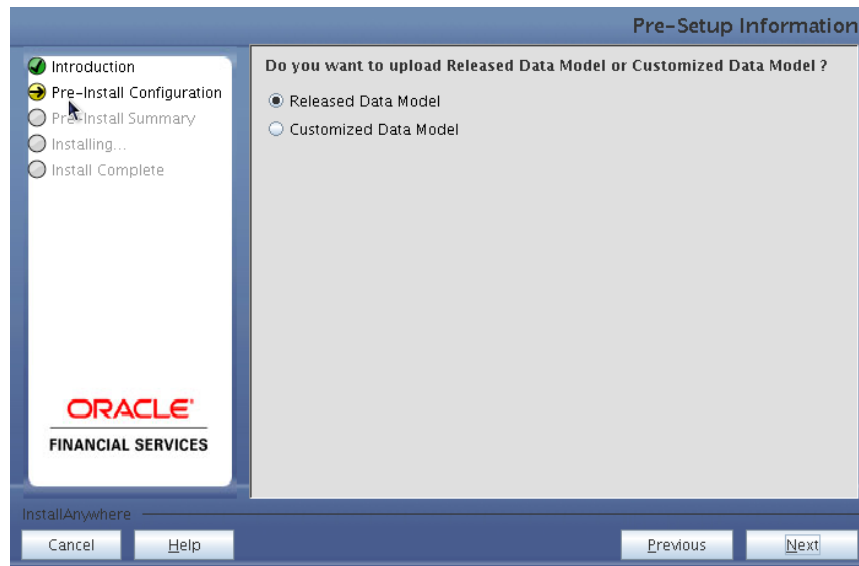 Pre-Setup Information
Introduction
Pre-Install Configuration
Pre-Install Summary
Installing...
Install Complete
Do you want to upload Released Data Model or Customized Data Model ?
Released Data Model
Customized Data Model
ORACLE
FINANCIAL SERVICES
InstallAnywhere
Cancel
Help
Previous
Next